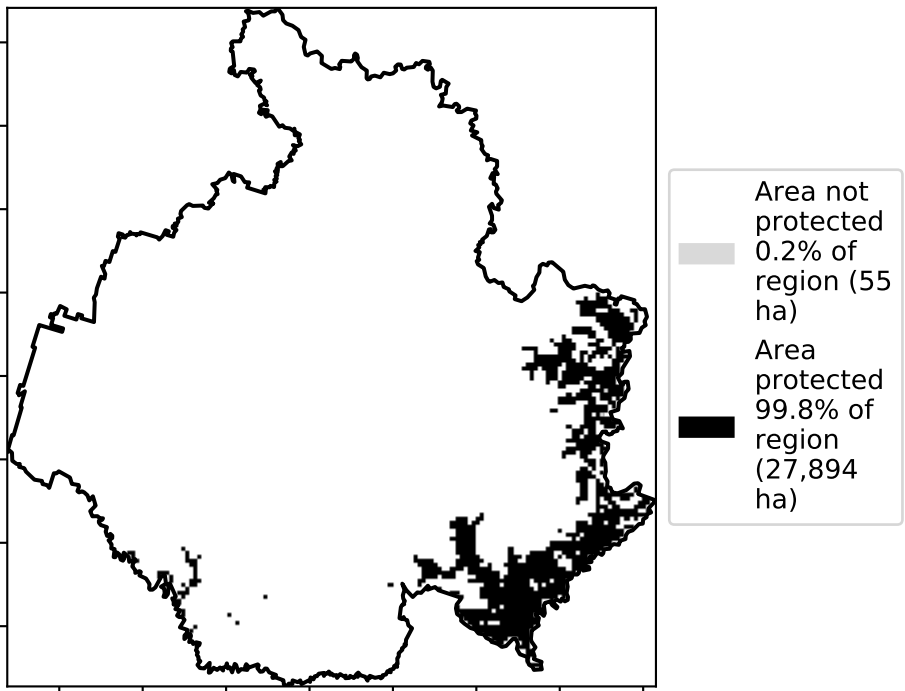 Area not
protected
0.2% of
region (55
ha)
Area
protected
99.8% of
region
(27,894
ha)